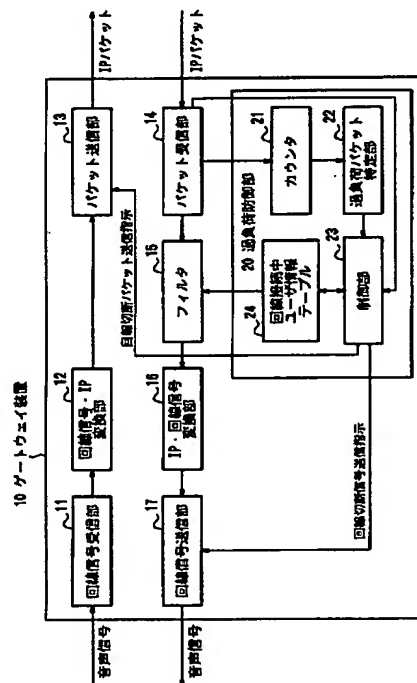 10 ゲートウェイ装置
音声信号
11
回線信号受信部
12
回線信号・IP
変換部
13
パケット送信部
IPパケット
回線切断パケット送信指示
音声信号
17
回線信号送信部
16
IP・回線信号
変換部
15
フィルタ
14
パケット受信部
IPパケット
20 過負荷防御部
21
カウンタ
22
過負荷パケット
特定部
23
制御部
24
回線接続中
ユーザ情報
テーブル
回線切断信号送信指示